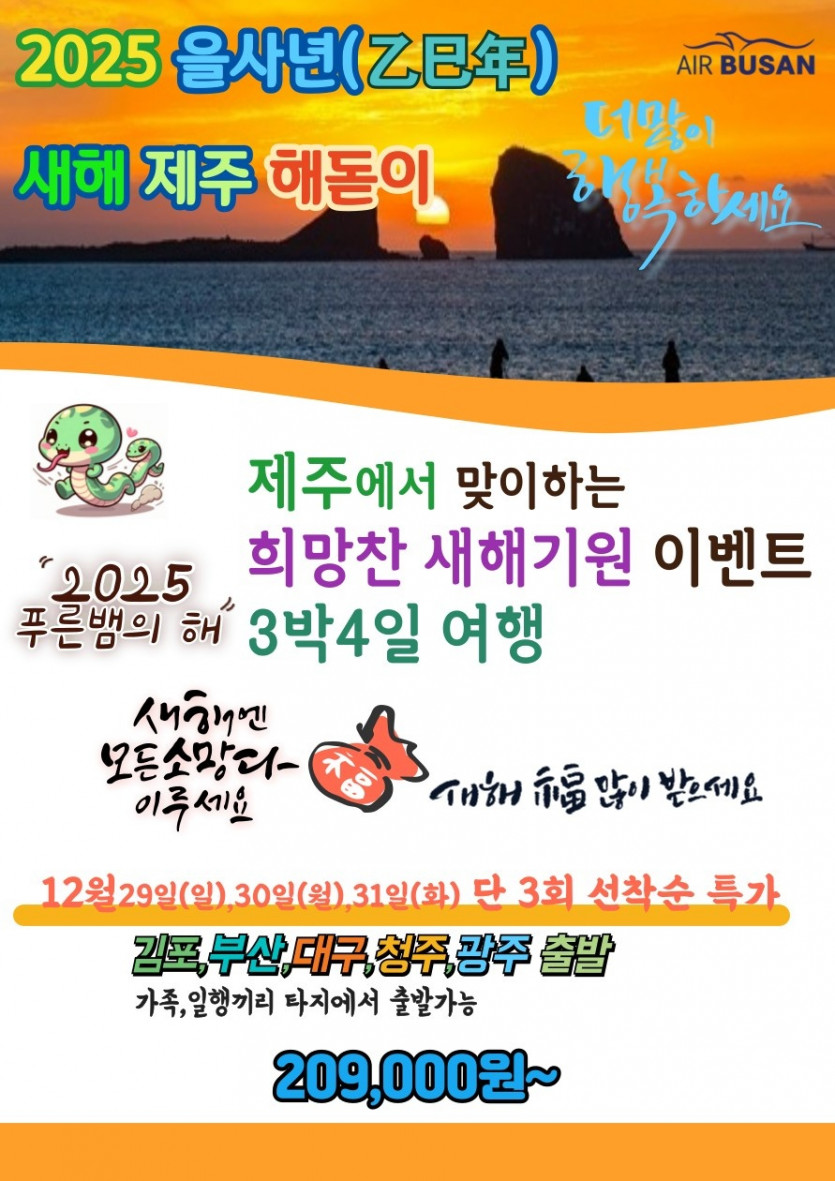 2025 을사년(乙巳年)
AIR BUSAN
새해 제주 해돋이
더 많이
행복하세요
제주에서 맞이하는
희망찬 새해기원 이벤트
3박4일 여행
"2025
푸른뱀의 해"
새해엔
모든소망다
이루세요
새해 福 많이 받으세요
12월29일(일),30일(월),31일(화) 단 3회 선착순 특가
김포,부산,대구,청주,광주 출발
가족,일행끼리 타지에서 출발가능
209,000원~